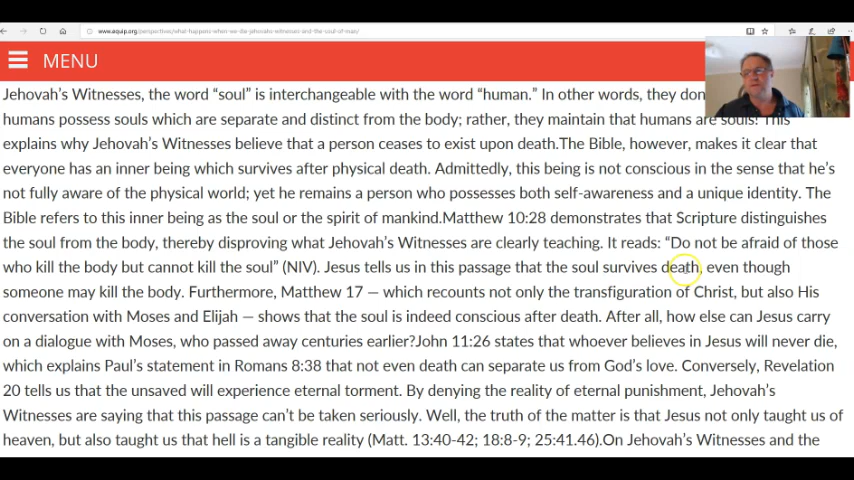 www.equip.org/perspectives/what-happens-when-we-die-jehovahs-witnesses-and-the-soul-of-man/
MENU
Jehovah's Witnesses, the word "soul" is interchangeable with the word "human." In other words, they don
humans possess souls which are separate and distinct from the body; rather, they maintain that humans are souls! This
explains why Jehovah's Witnesses believe that a person ceases to exist upon death.The Bible, however, makes it clear that
everyone has an inner being which survives after physical death. Admittedly, this being is not conscious in the sense that he's
not fully aware of the physical world; yet he remains a person who possesses both self-awareness and a unique identity. The
Bible refers to this inner being as the soul or the spirit of mankind.Matthew 10:28 demonstrates that Scripture distinguishes
the soul from the body, thereby disproving what Jehovah's Witnesses are clearly teaching. It reads: "Do not be afraid of those
who kill the body but cannot kill the soul" (NIV). Jesus tells us in this passage that the soul survives death, even though
someone may kill the body. Furthermore, Matthew 17 — which recounts not only the transfiguration of Christ, but also His
conversation with Moses and Elijah — shows that the soul is indeed conscious after death. After all, how else can Jesus carry
on a dialogue with Moses, who passed away centuries earlier?John 11:26 states that whoever believes in Jesus will never die,
which explains Paul's statement in Romans 8:38 that not even death can separate us from God's love. Conversely, Revelation
20 tells us that the unsaved will experience eternal torment. By denying the reality of eternal punishment, Jehovah's
Witnesses are saying that this passage can't be taken seriously. Well, the truth of the matter is that Jesus not only taught us of
heaven, but also taught us that hell is a tangible reality (Matt. 13:40-42; 18:8-9; 25:41.46).On Jehovah's Witnesses and the